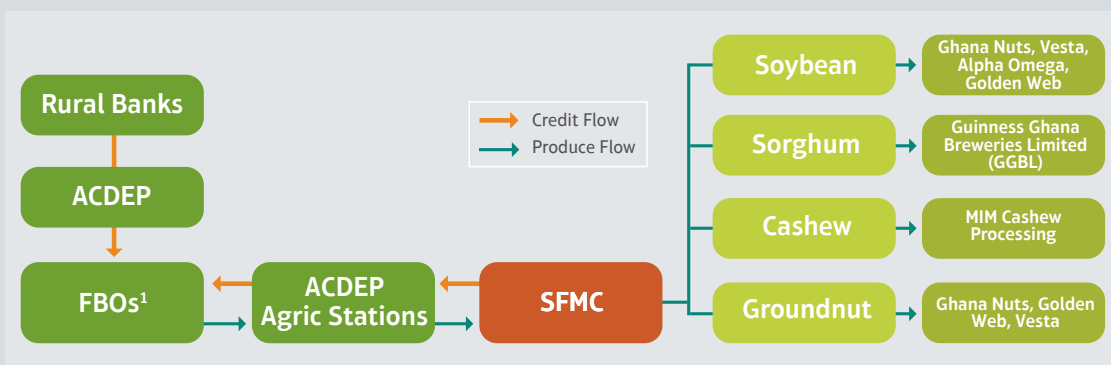 Rural Banks
ACDEP
FBOs¹
ACDEP
Agric Stations
SFMC
Credit Flow
Produce Flow
Soybean
Ghana Nuts, Vesta,
Alpha Omega,
Golden Web
Sorghum
Guinness Ghana
Breweries Limited
(GGBL)
Cashew
MIM Cashew
Processing
Groundnut
Ghana Nuts, Golden
Web, Vesta